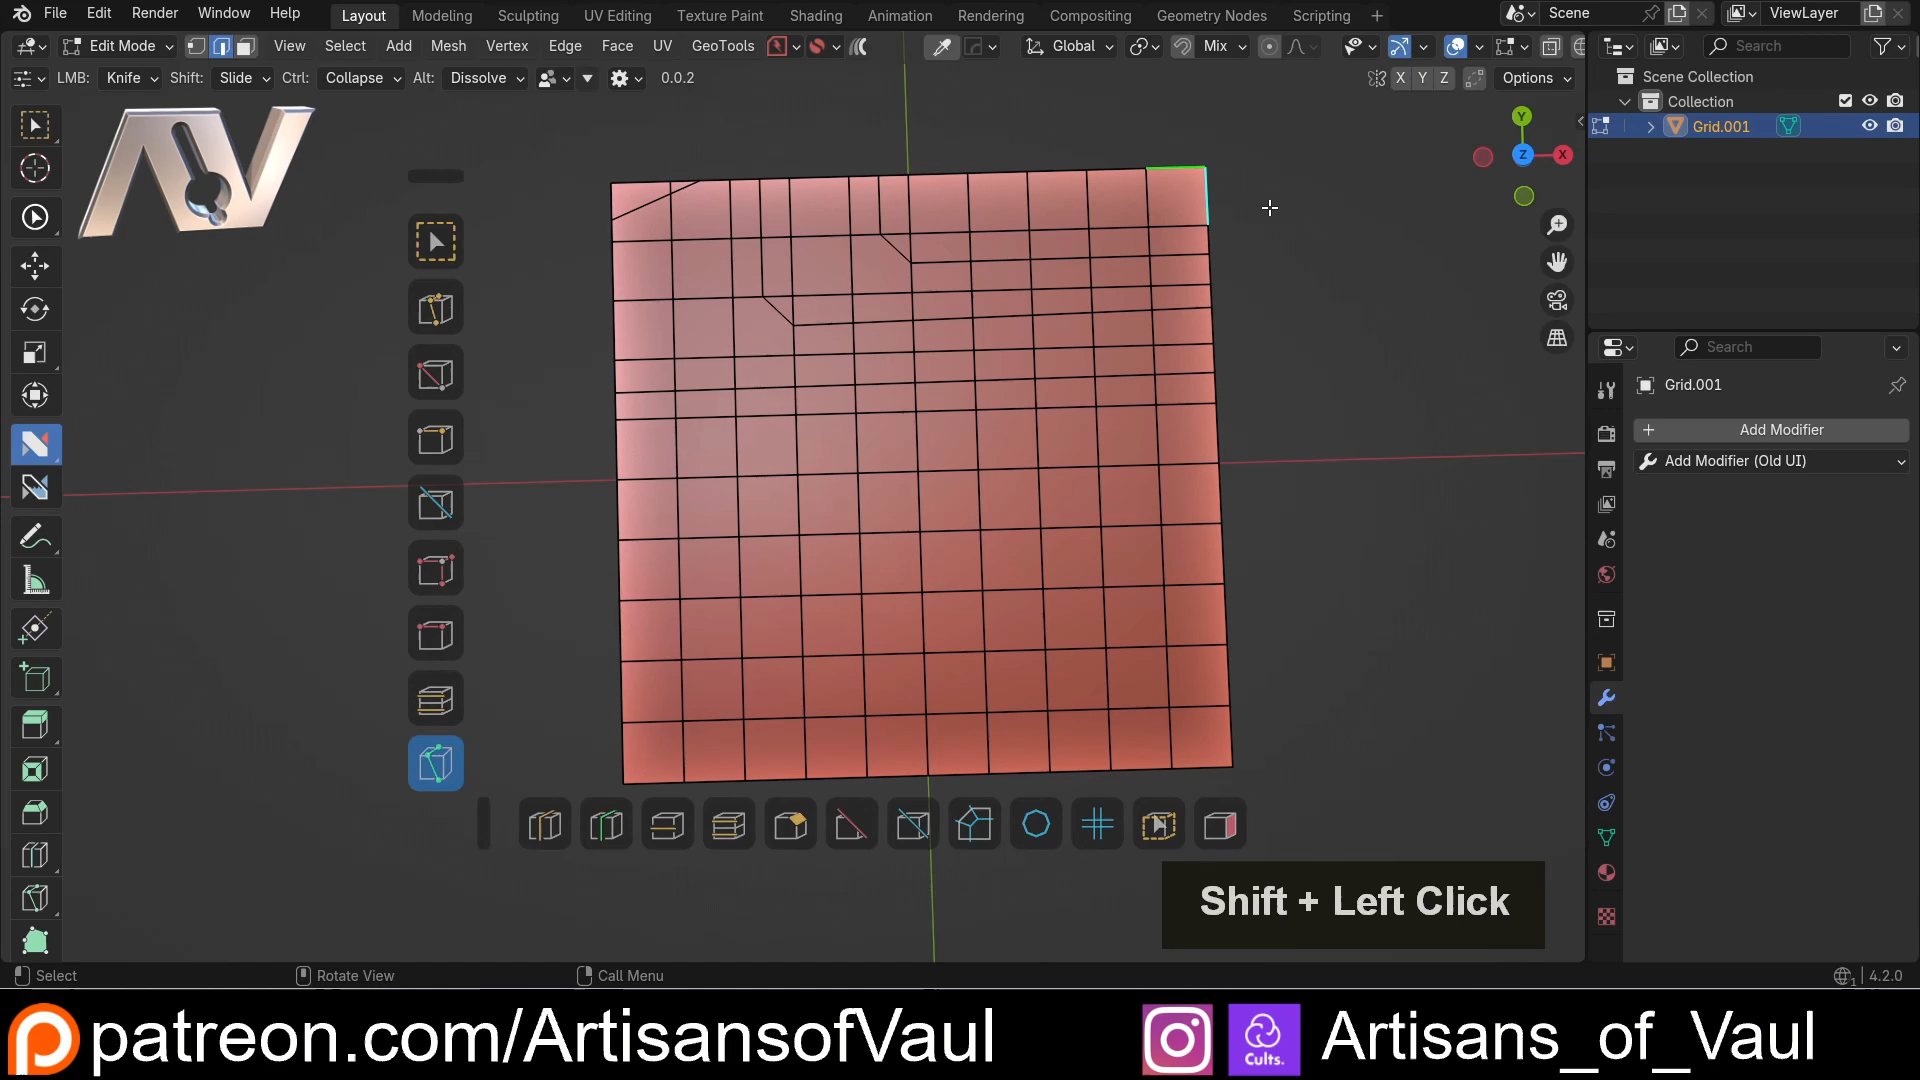 File Edit Render Window Help Layout Modeling Sculpting UV Editing Texture Paint Shading Animation Rendering Compositing Geometry Nodes Scripting + Scene ViewLayer
Edit Mode View Select Add Mesh Vertex Edge Face UV GeoTools Global Mix Search
LMB: Knife Shift: Slide Ctrl: Collapse Alt: Dissolve 0.0.2 X Y Z Options
Scene Collection
Collection
Grid.001
AV
Y
Z X
Search
Grid.001
+ Add Modifier
Add Modifier (Old UI)
Shift + Left Click
Select Rotate View Call Menu 1 4.2.0
patreon.com/ArtisansofVaul Cults. Artisans_of_Vaul